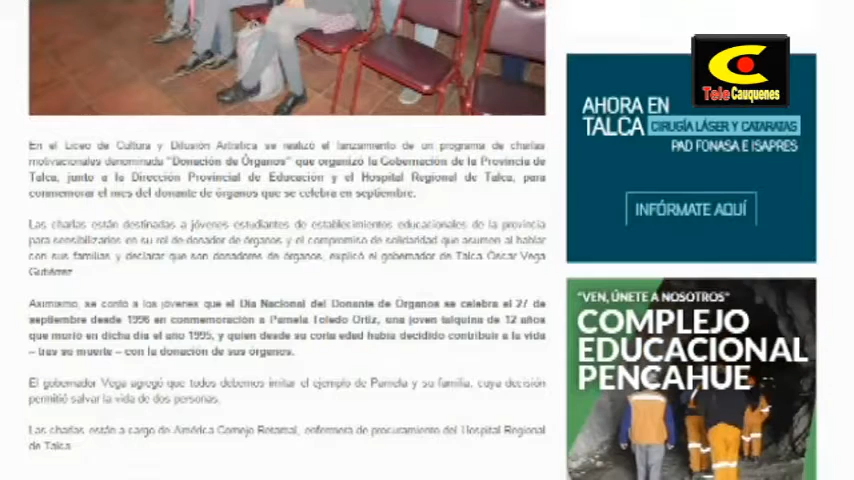 En el Liceo de Cultura y Difusión Artística se realizó el lanzamiento de un programa de charlas
motivacionales denominada "Donación de Órganos" que organizó la Gobernación de la Provincia de
Talca, junto a la Dirección Provincial de Educación y el Hospital Regional de Talca, para
conmemorar el mes del donante de órganos que se celebra en septiembre.
Las charlas están destinadas a jóvenes estudiantes de establecimientos educacionales de la provincia
para sensibilizarlos en su rol de donador de órganos y el compromiso de solidaridad que asumen al hablar
con sus familias y declarar que son donadores de órganos, explicó el gobernador de Talca Óscar Vega
Gutiérrez
Asimismo, se contó a los jóvenes que el Día Nacional del Donante de Órganos se celebra el 27 de
septiembre desde 1996 en conmemoración a Pamela Toledo Ortiz, una joven talquina de 12 años
que murió en dicha día el año 1995, y quien desde su corta edad había decidido contribuir a la vida
– tras su muerte – con la donación de sus órganos.
El gobernador Vega agregó que todos debemos imitar el ejemplo de Pamela y su familia, cuya decisión
permitió salvar la vida de dos personas.
Las charlas están a cargo de América Cornejo Retamal, enfermera de procuramiento del Hospital Regional
de Talca
TeleCauquenes
AHORA EN
TALCA CIRUGÍA LÁSER Y CATARATAS
PAD FONASA E ISAPRES
INFÓRMATE AQUÍ
"VEN, ÚNETE A NOSOTROS"
COMPLEJO
EDUCACIONAL
PENCAHUE